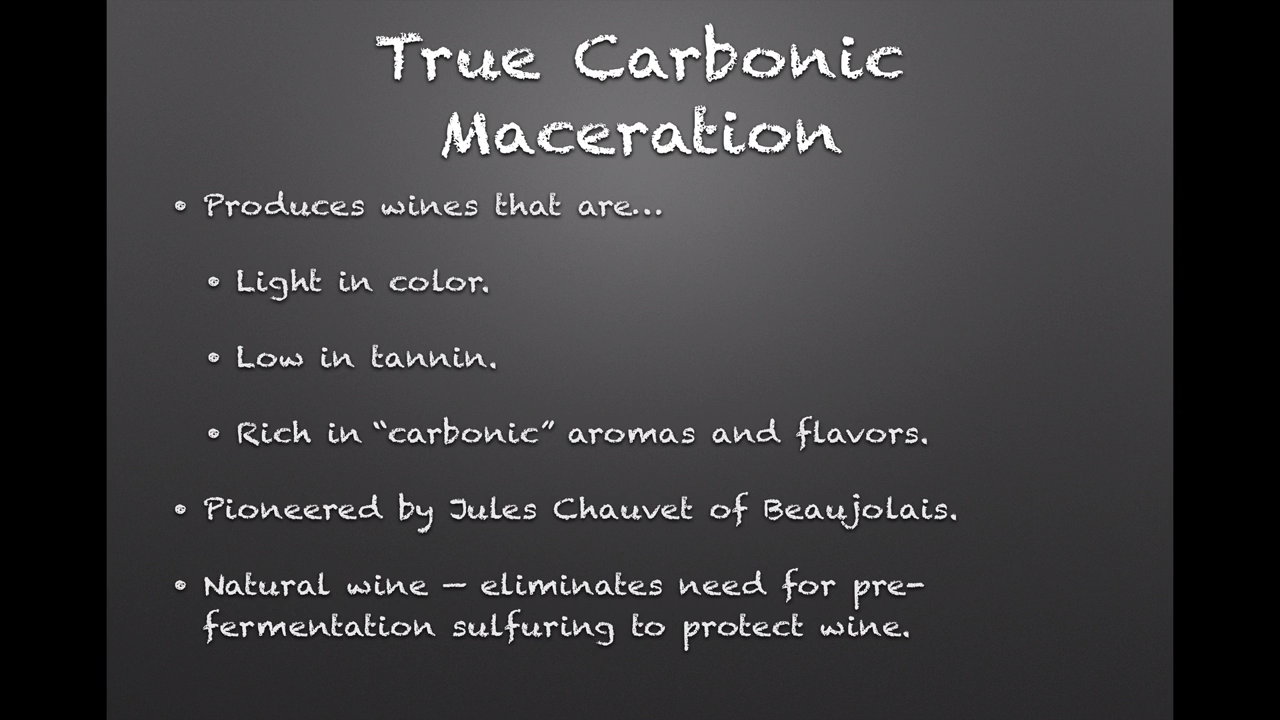 True Carbonic
Maceration
• Produces wines that are…
• Light in color.
• Low in tannin.
• Rich in “carbonic” aromas and flavors.
• Pioneered by Jules Chauvet of Beaujolais.
• Natural wine — eliminates need for pre-
fermentation sulfuring to protect wine.